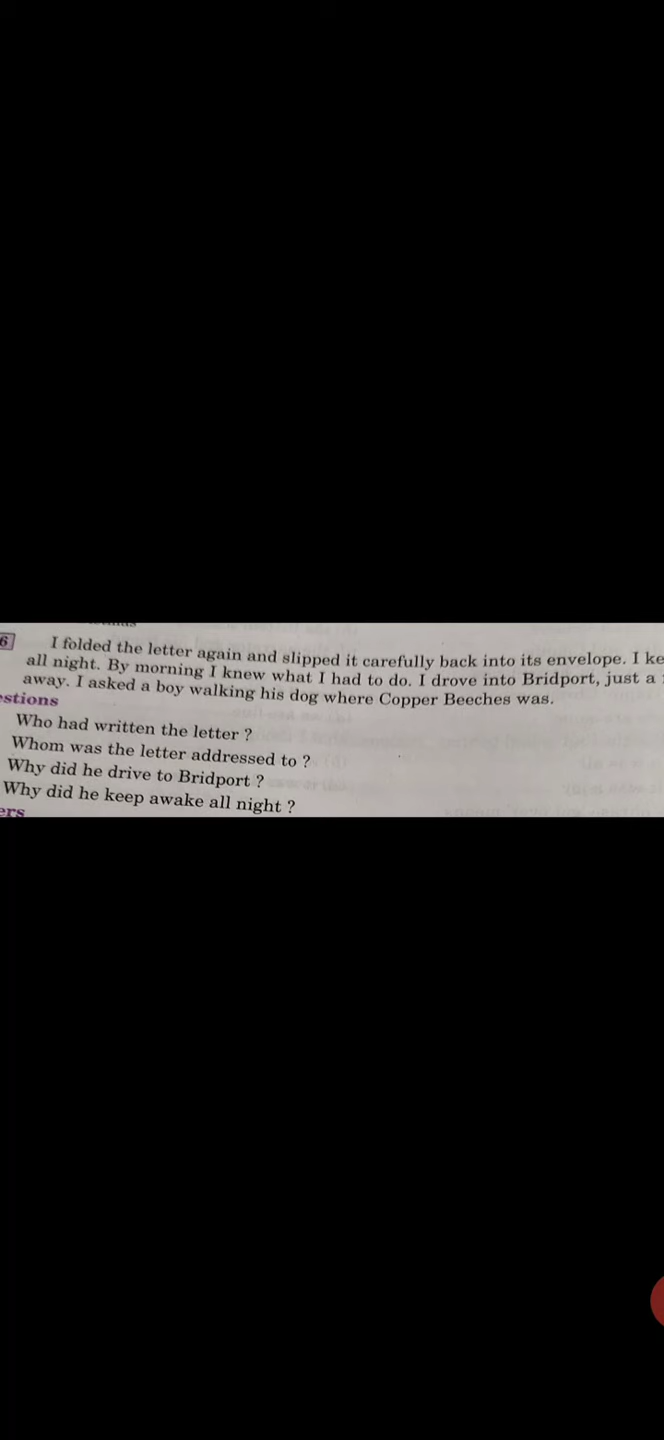 6 I folded the letter again and slipped it carefully back into its envelope. I ke
all night. By morning I knew what I had to do. I drove into Bridport, just a
away. I asked a boy walking his dog where Copper Beeches was.
estions
Who had written the letter ?
Whom was the letter addressed to ?
Why did he drive to Bridport ?
Why did he keep awake all night ?
ers